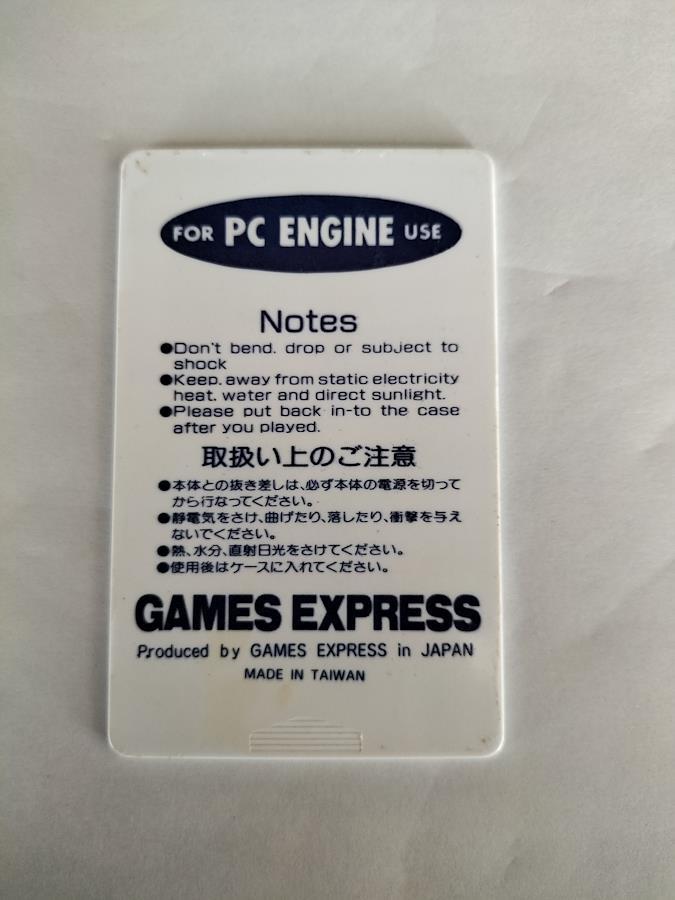 FOR PC ENGINE USE
Notes
●Don't bend. drop or subject to
shock
●Keep. away from static electricity
heat. water and direct sunlight.
●Please put back in-to the case
after you played.
取扱い上のご注意
●本体との抜き差しは、必ず本体の電源を切って
から行なってください。
●静電気をさけ、曲げたり、落したり、衝撃を与え
ないでください。
●熱、水分、直射日光をさけてください。
●使用後はケースに入れてください。
GAMES EXPRESS
Produced by GAMES EXPRESS in JAPAN
MADE IN TAIWAN